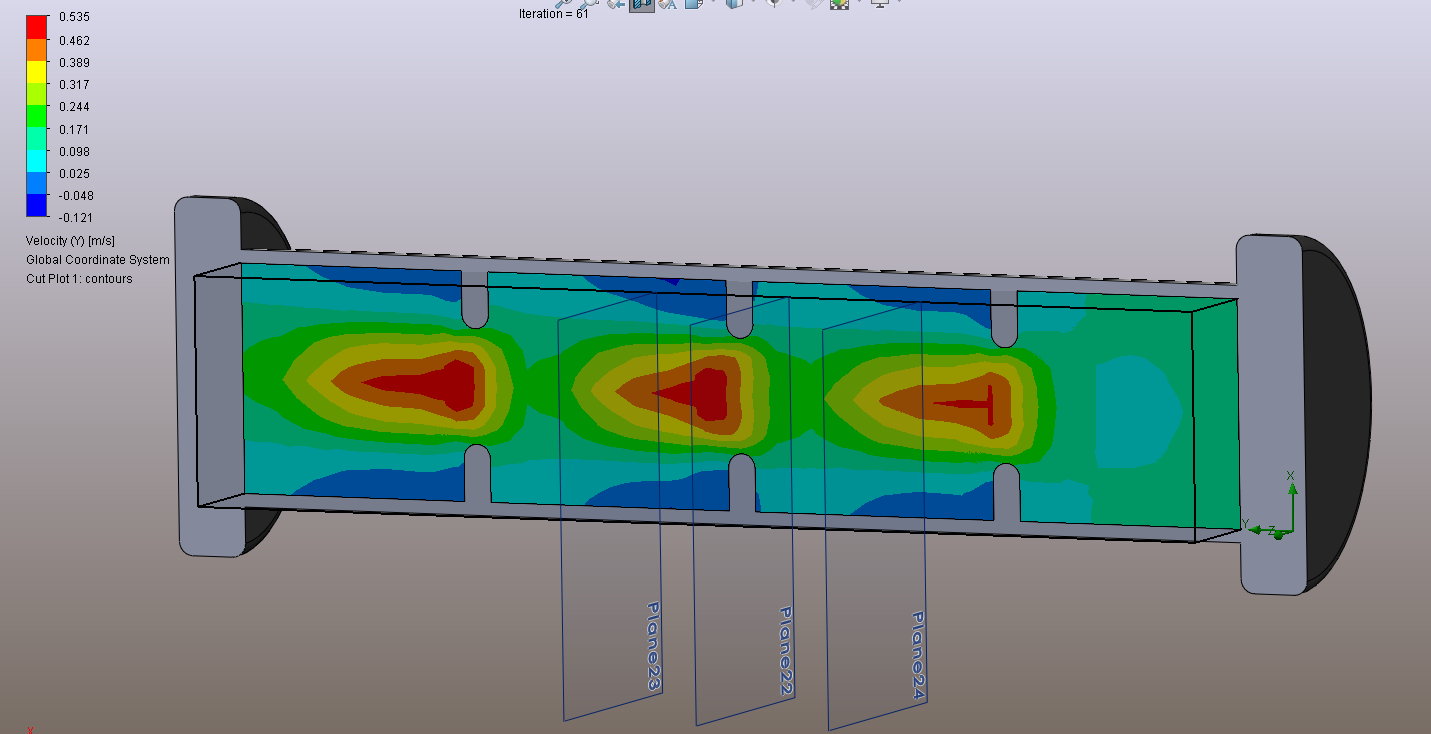 Iteration = 61
0.535
0.462
0.389
0.317
0.244
0.171
0.098
0.025
-0.048
-0.121
Velocity (Y) [m/s]
Global Coordinate System
Cut Plot 1: contours
Plane23
Plane22
Plane24
X
Y
Z